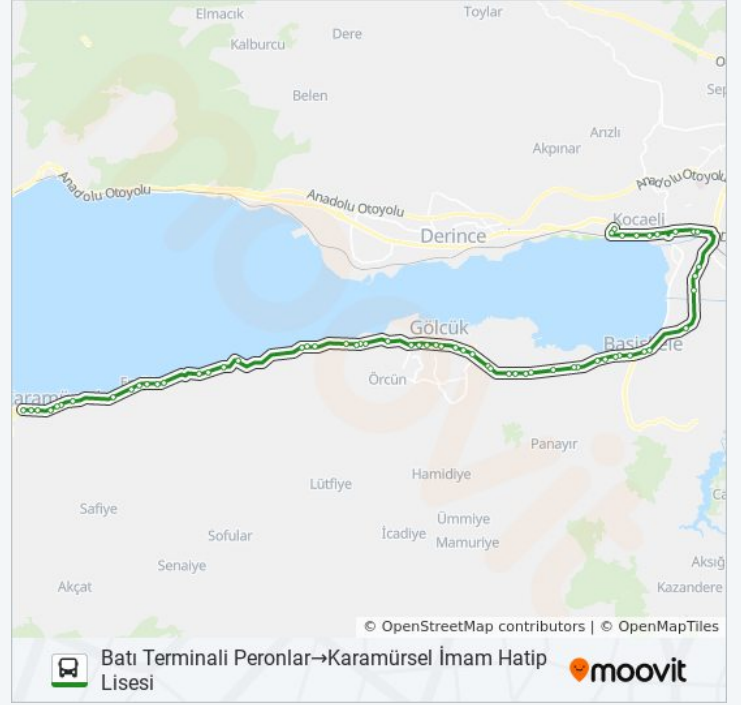 Elmacık
Toylar
Kalburcu
Dere
Belen
Arızlı
Akpınar
Anadolu Otoyolu
Anadolu Otoyolu
Anadolu Otoyolu
Kocaeli
Derince
Gölcük
Örcün
Panayır
Hamidiye
Lütfiye
Safiye
Ümmiye
İcadiye
Mamuriye
Sofular
Senaiye
Akçat
Kazandere
© OpenStreetMap contributors | © OpenMapTiles
Batı Terminali Peronlar→Karamürsel İmam Hatip
Lisesi
moovit